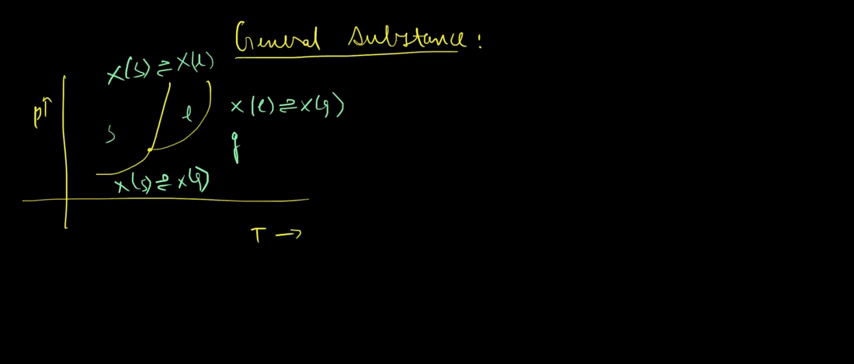 General Substance :
X(s) ⇌ X(l)
p↑
l
X(l) ⇌ X(g)
s
g
X(s) ⇌ X(g)
T →